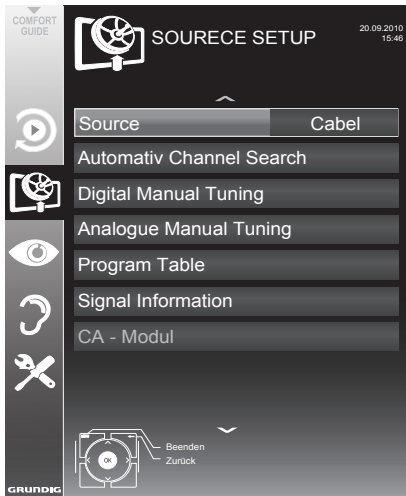 COMFORT
GUIDE
SOURECE SETUP
20.09.2010
15:46
Source Cabel
Automativ Channel Search
Digital Manual Tuning
Analogue Manual Tuning
Program Table
Signal Information
CA - Modul
OK
Beenden
Zurück
GRUNDIG